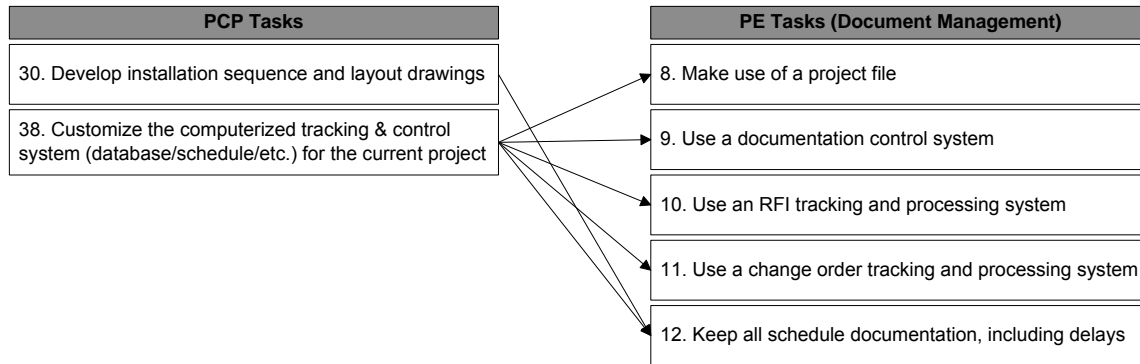 PCP Tasks
30. Develop installation sequence and layout drawings
38. Customize the computerized tracking & control
system (database/schedule/etc.) for the current project
PE Tasks (Document Management)
8. Make use of a project file
9. Use a documentation control system
10. Use an RFI tracking and processing system
11. Use a change order tracking and processing system
12. Keep all schedule documentation, including delays